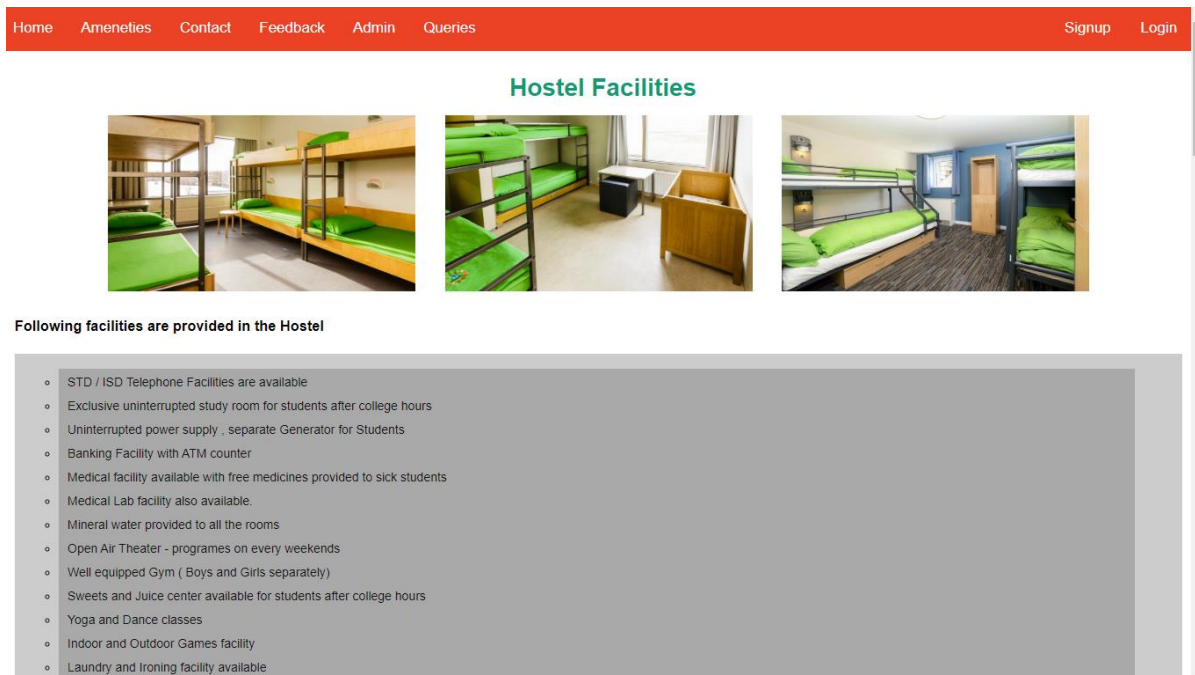 Home Ameneties Contact Feedback Admin Queries Signup Login
Hostel Facilities
Following facilities are provided in the Hostel
STD / ISD Telephone Facilities are available
Exclusive uninterrupted study room for students after college hours
Uninterrupted power supply , separate Generator for Students
Banking Facility with ATM counter
Medical facility available with free medicines provided to sick students
Medical Lab facility also available.
Mineral water provided to all the rooms
Open Air Theater - programes on every weekends
Well equipped Gym ( Boys and Girls separately)
Sweets and Juice center available for students after college hours
Yoga and Dance classes
Indoor and Outdoor Games facility
Laundry and Ironing facility available